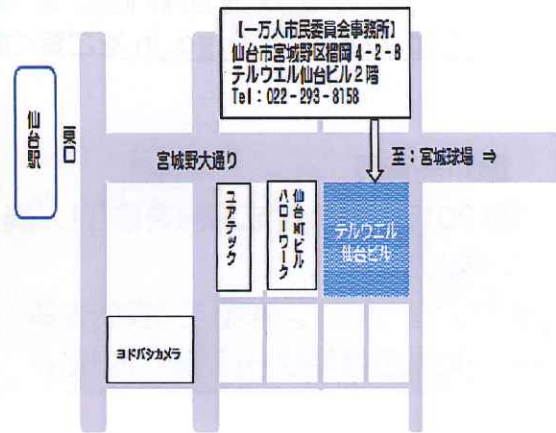 【一万人市民委員会事務所】
仙台市宮城野区榴岡4-2-8
テルウエル仙台ビル2階
Tel:022-293-8158
仙台駅
東口
宮城野大通り
至:宮城球場 ⇒
ユアテック
仙台MTビル
ハローワーク
テルウエル
仙台ビル
ヨドバシカメラ